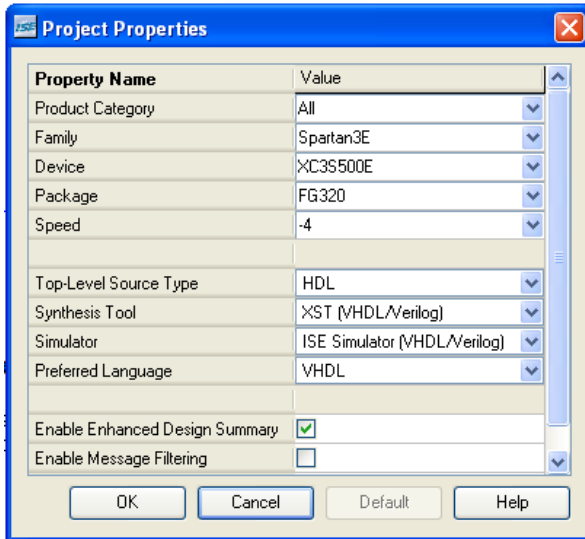 ISE Project Properties
Property Name Value
Product Category All
Family Spartan3E
Device XC3S500E
Package FG320
Speed -4
Top-Level Source Type HDL
Synthesis Tool XST (VHDL/Verilog)
Simulator ISE Simulator (VHDL/Verilog)
Preferred Language VHDL
Enable Enhanced Design Summary
Enable Message Filtering
OK Cancel Default Help